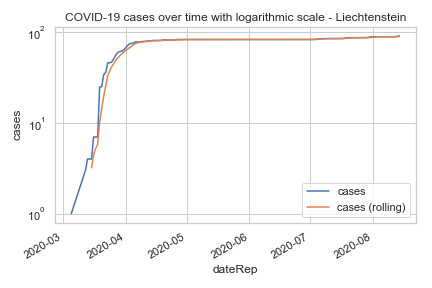 COVID-19 cases over time with logarithmic scale - Liechtenstein
10²
10¹
10⁰
cases
cases
cases (rolling)
2020-03
2020-04
2020-05
2020-06
2020-07
2020-08
dateRep